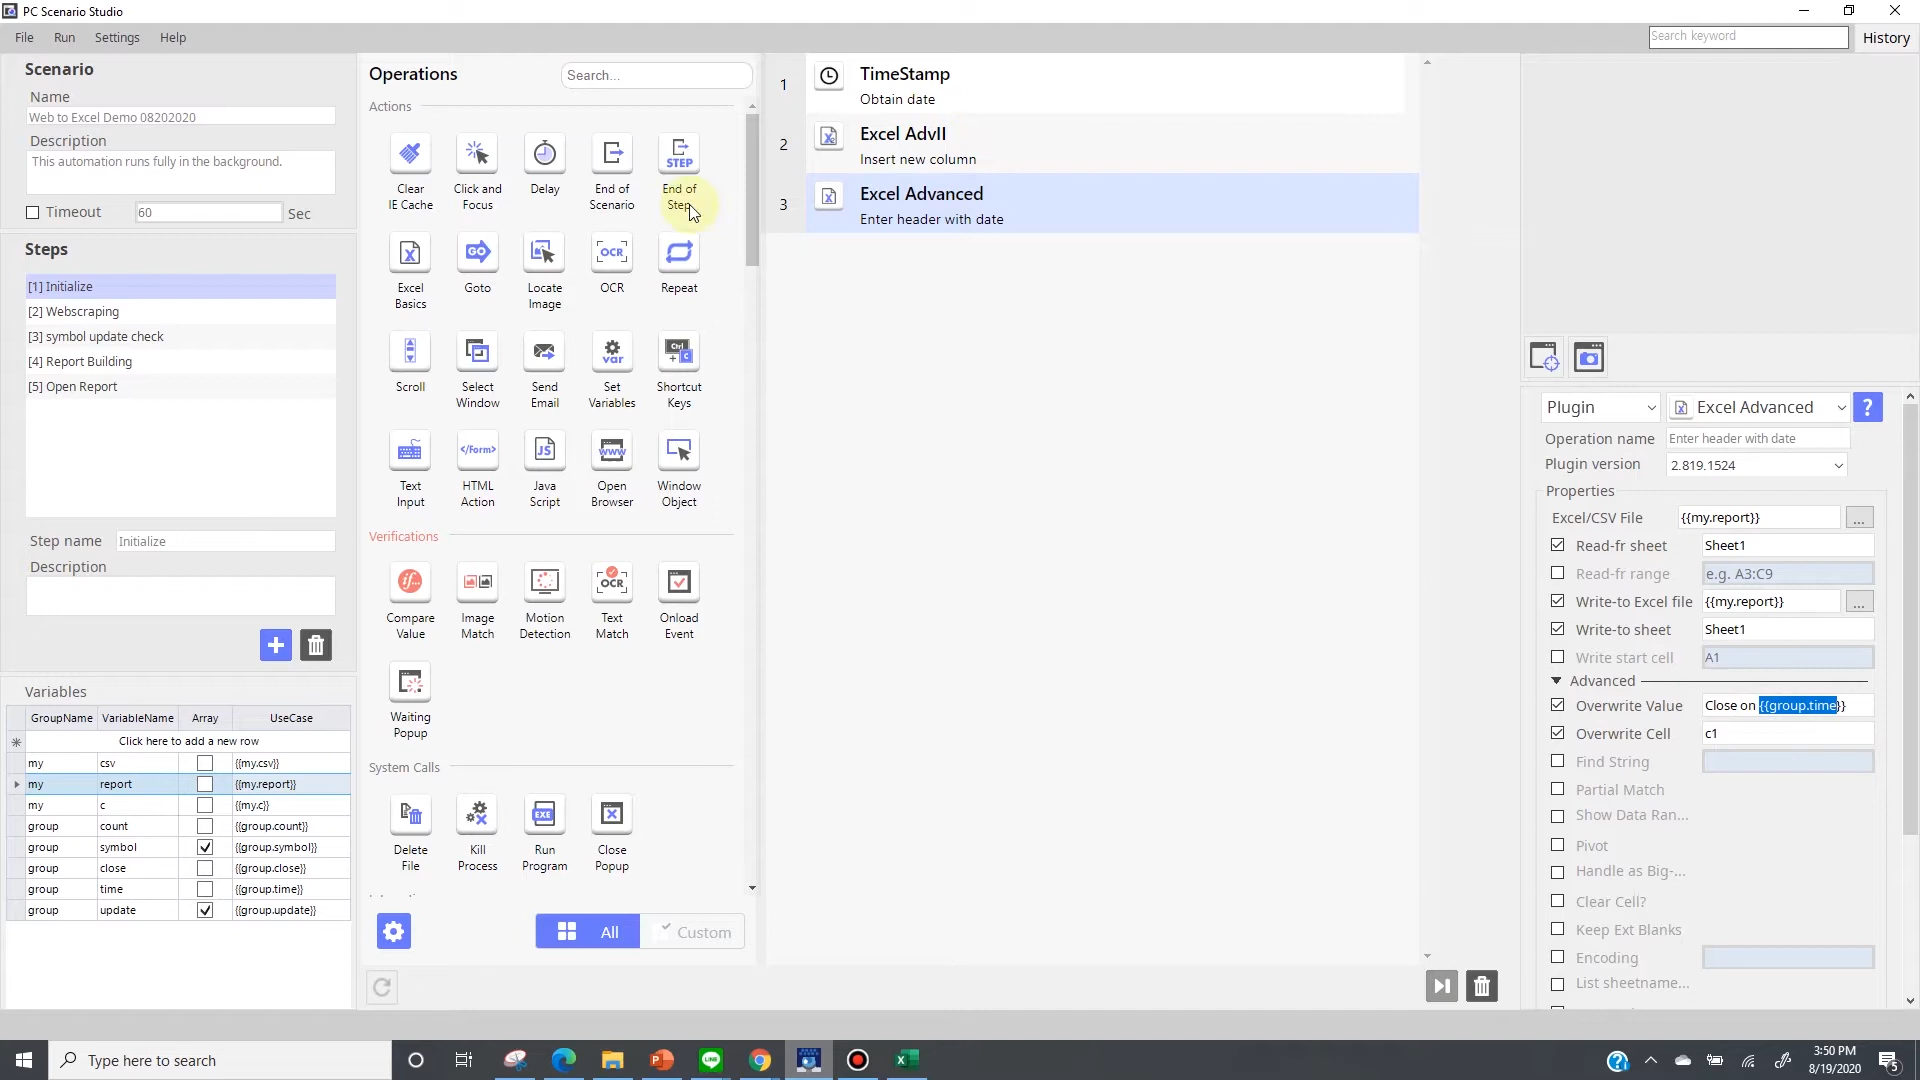 PC Scenario Studio
File Run Settings Help
Search keyword
History
Scenario
Name
Web to Excel Demo 08202020
Description
This automation runs fully in the background.
Timeout 60 Sec
Steps
[1] Initialize
[2] Webscraping
[3] symbol update check
[4] Report Building
[5] Open Report
Step name Initialize
Description
Variables
GroupName VariableName Array UseCase
Click here to add a new row
my csv {{my.csv}}
my report {{my.report}}
my c {{my.c}}
group count {{group.count}}
group symbol {{group.symbol}}
group close {{group.close}}
group time {{group.time}}
group update {{group.update}}
Operations
Search...
Actions
STEP
Clear IE Cache
Click and Focus
Delay
End of Scenario
End of Step
GO
OCR
Excel Basics
Goto
Locate Image
OCR
Repeat
var
Ctrl + C
Scroll
Select Window
Send Email
Set Variables
Shortcut Keys
</Form>
JS
www
Text Input
HTML Action
Java Script
Open Browser
Window Object
Verifications
if...
OCR
Compare Value
Image Match
Motion Detection
Text Match
Onload Event
Waiting Popup
System Calls
EXE
Delete File
Kill Process
Run Program
Close Popup
All
Custom
1 TimeStamp
Obtain date
2 Excel AdvII
Insert new column
3 Excel Advanced
Enter header with date
Plugin
Excel Advanced
?
Operation name Enter header with date
Plugin version 2.819.1524
Properties
Excel/CSV File {{my.report}} ...
Read-fr sheet Sheet1
Read-fr range e.g. A3:C9
Write-to Excel file {{my.report}} ...
Write-to sheet Sheet1
Write start cell A1
Advanced
Overwrite Value Close on {{group.time}}
Overwrite Cell c1
Find String
Partial Match
Show Data Ran...
Pivot
Handle as Big-...
Clear Cell?
Keep Ext Blanks
Encoding
List sheetname...
Type here to search
3:50 PM
8/19/2020
5